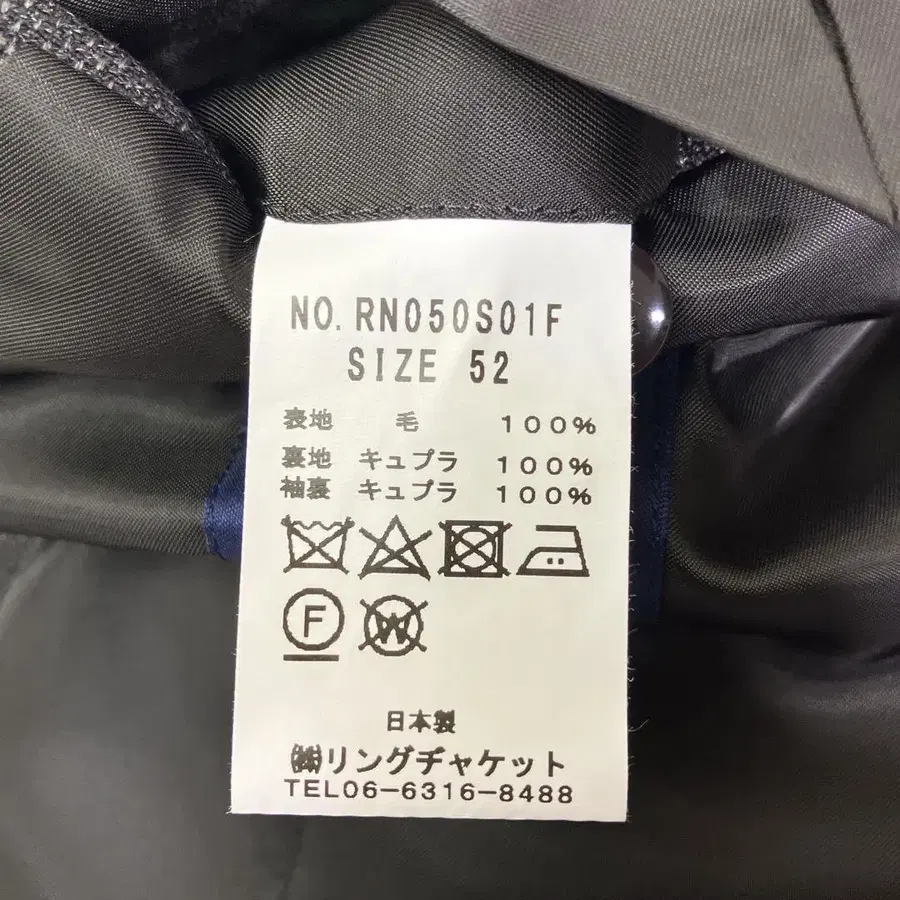 NO. RN050S01F
SIZE 52
表地 毛 100%
裏地 キュプラ 100%
袖裏 キュプラ 100%
F W
日本製
㈱リングヂャケット
TEL06-6316-8488